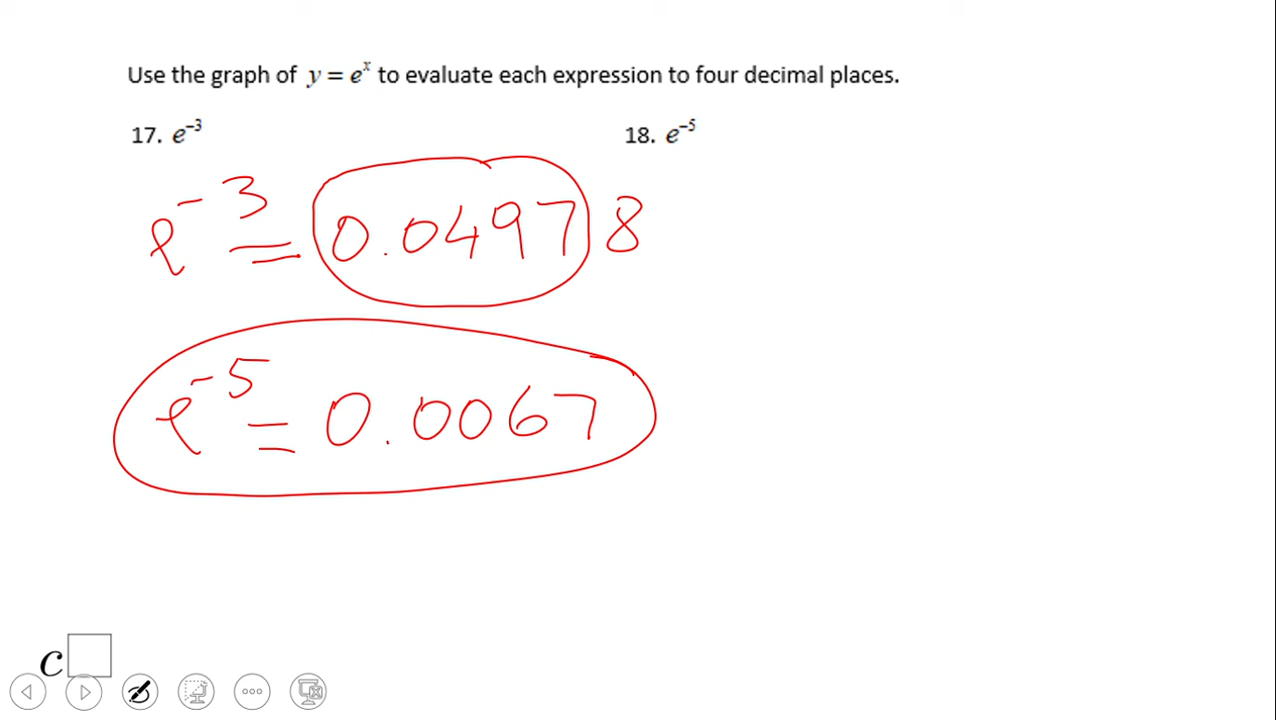 Use the graph of y = e^x to evaluate each expression to four decimal places.
17. e^-3 18. e^-5
e^-3 = 0.04978
e^-5 = 0.0067
c